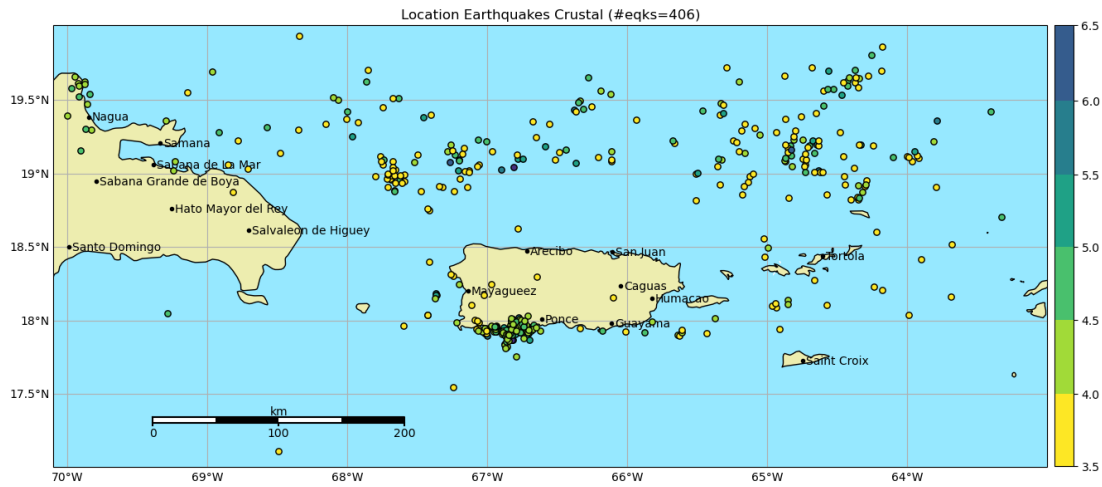 Location Earthquakes Crustal (#eqks=406)
6.5
6.0
5.5
5.0
4.5
4.0
3.5
19.5°N
19°N
18.5°N
18°N
17.5°N
Nagua
Samana
Sabana de La Mar
Sabana Grande de Boya
Hato Mayor del Rey
Salvaleon de Higuey
Santo Domingo
Arecibo
San Juan
Tortola
Mayagueez
Caguas
Humacao
Ponce
Guayama
Saint Croix
km
0 100 200
70°W 69°W 68°W 67°W 66°W 65°W 64°W